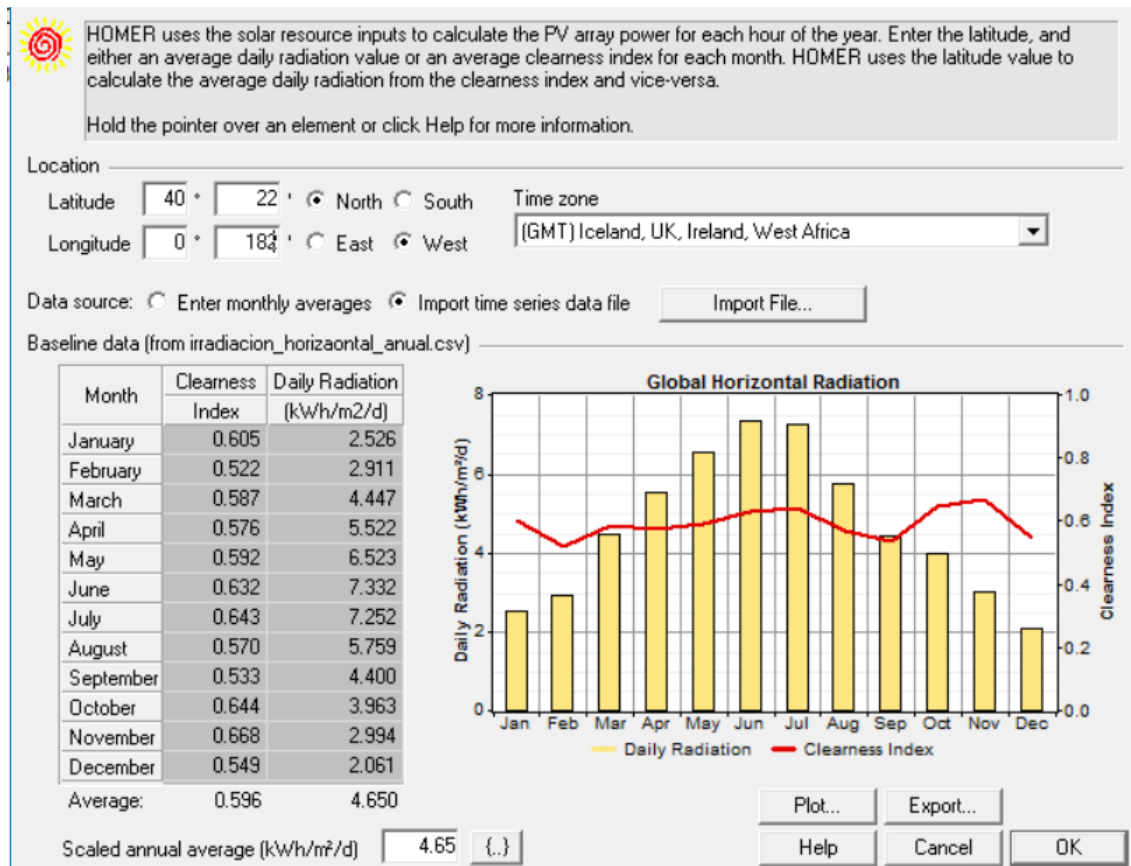 HOMER uses the solar resource inputs to calculate the PV array power for each hour of the year. Enter the latitude, and
either an average daily radiation value or an average clearness index for each month. HOMER uses the latitude value to
calculate the average daily radiation from the clearness index and vice-versa.
Hold the pointer over an element or click Help for more information.
Location
Latitude 40 ° 22 ' North South Time zone
Longitude 0 ° ' East West (GMT) Iceland, UK, Ireland, West Africa
Data source: Enter monthly averages Import time series data file Import File...
Baseline data (from irradiacion_horizaontal_anual.csv)
Month Clearness Index Daily Radiation (kWh/m2/d)
January 0.605 2.526
February 0.522 2.911
March 0.587 4.447
April 0.576 5.522
May 0.592 6.523
June 0.632 7.332
July 0.643 7.252
August 0.570 5.759
September 0.533 4.400
October 0.644 3.963
November 0.668 2.994
December 0.549 2.061
Average: 0.596 4.650
Scaled annual average (kWh/m²/d) 4.65 {..}
Global Horizontal Radiation
Daily Radiation (kWh/m²/d)
8
6
4
2
0
1.0
0.8
0.6
0.4
0.2
0.0
Clearness Index
Jan Feb Mar Apr May Jun Jul Aug Sep Oct Nov Dec
Daily Radiation Clearness Index
Plot... Export...
Help Cancel OK